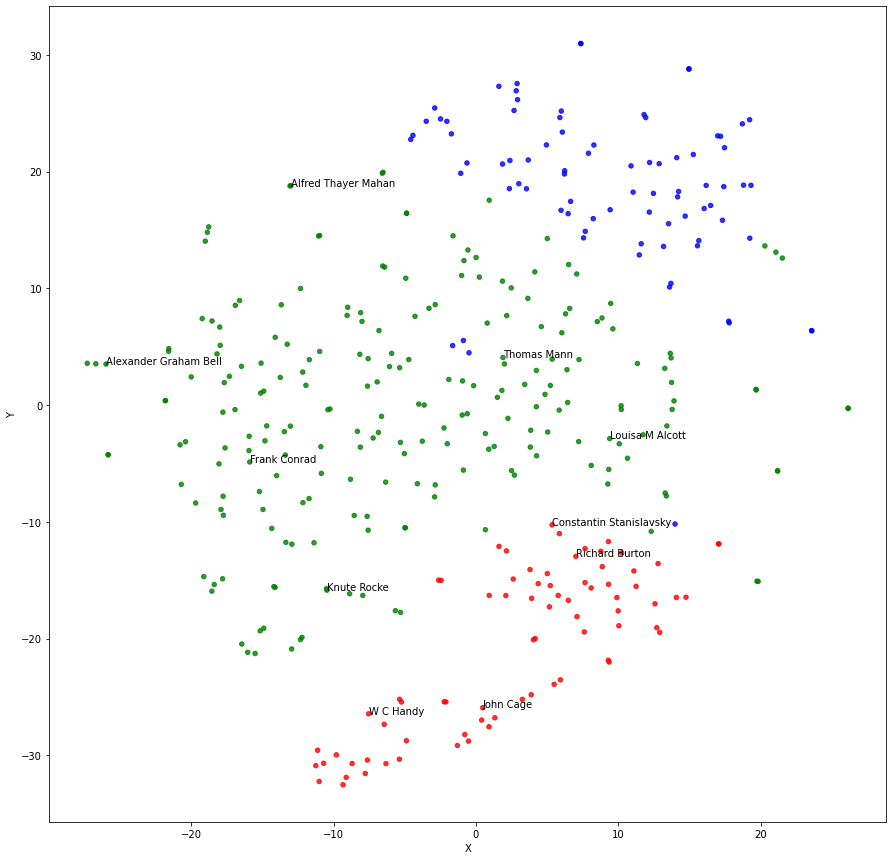 30
Alfred Thayer Mahan
20
10
Thomas Mann
Alexander Graham Bell
0
Y
Louisa M Alcott
Frank Conrad
−10
Constantin Stanislavsky
Richard Burton
Knute Rocke
−20
John Cage
W C Handy
−30
−20 −10 0 10 20
X